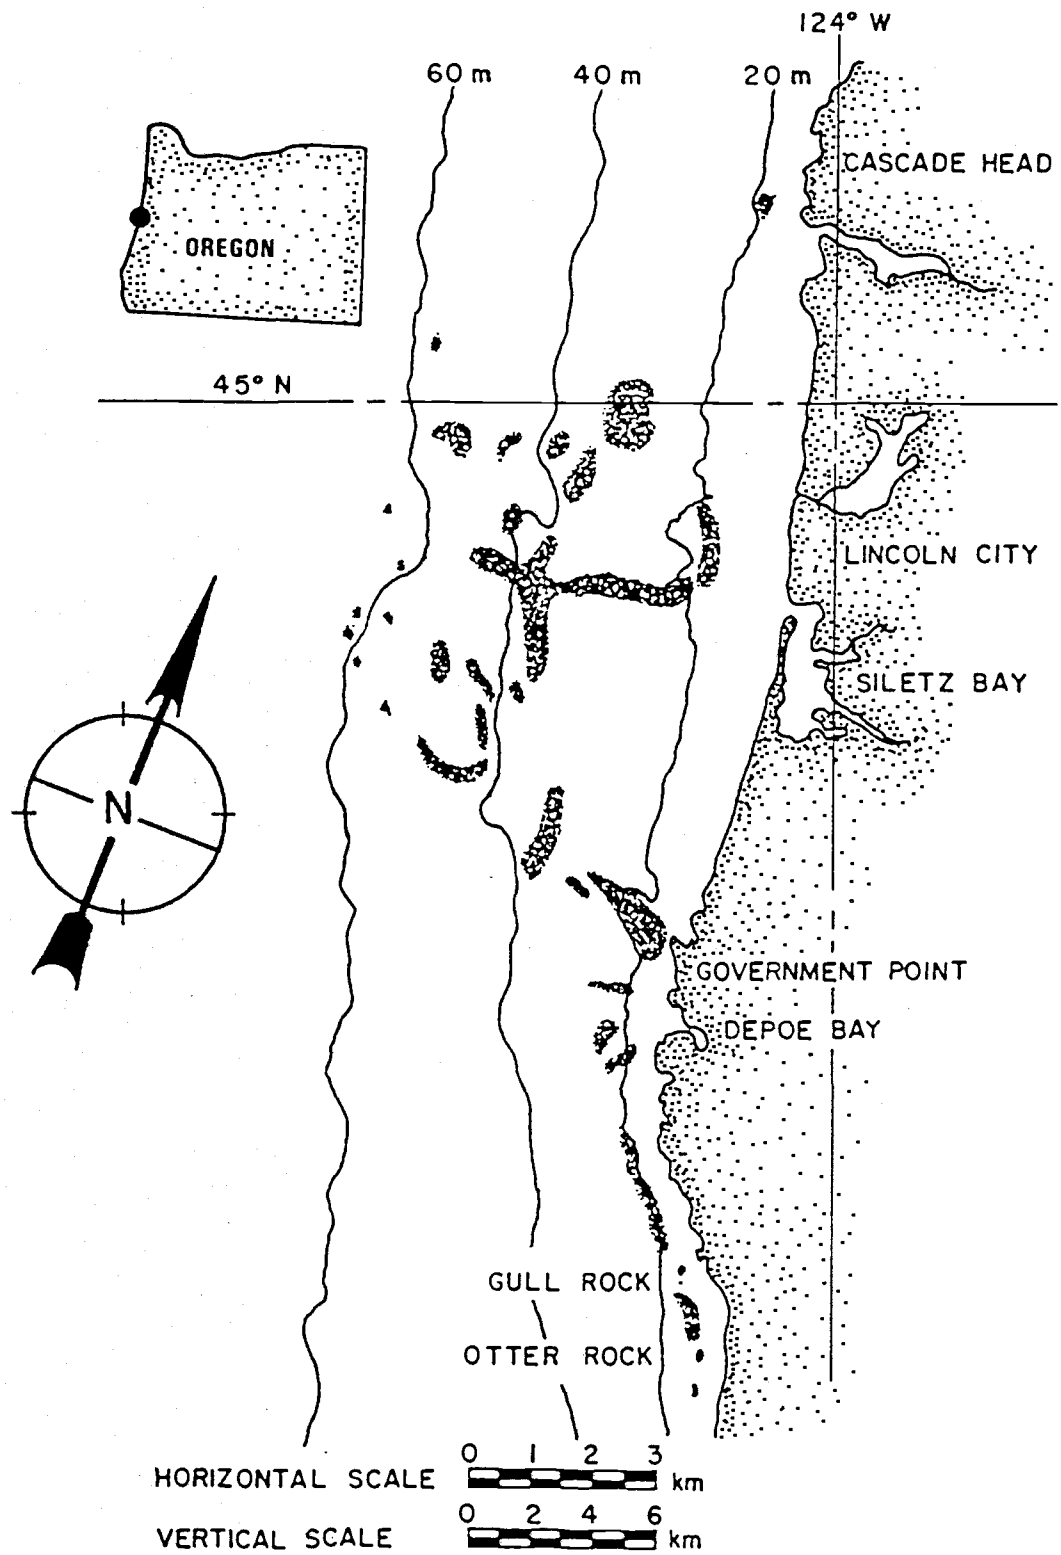 124° W
60 m 40 m 20 m
CASCADE HEAD
OREGON
45° N
LINCOLN CITY
SILETZ BAY
N
GOVERNMENT POINT
DEPOE BAY
GULL ROCK
OTTER ROCK
0 1 2 3
HORIZONTAL SCALE km
0 2 4 6
VERTICAL SCALE km